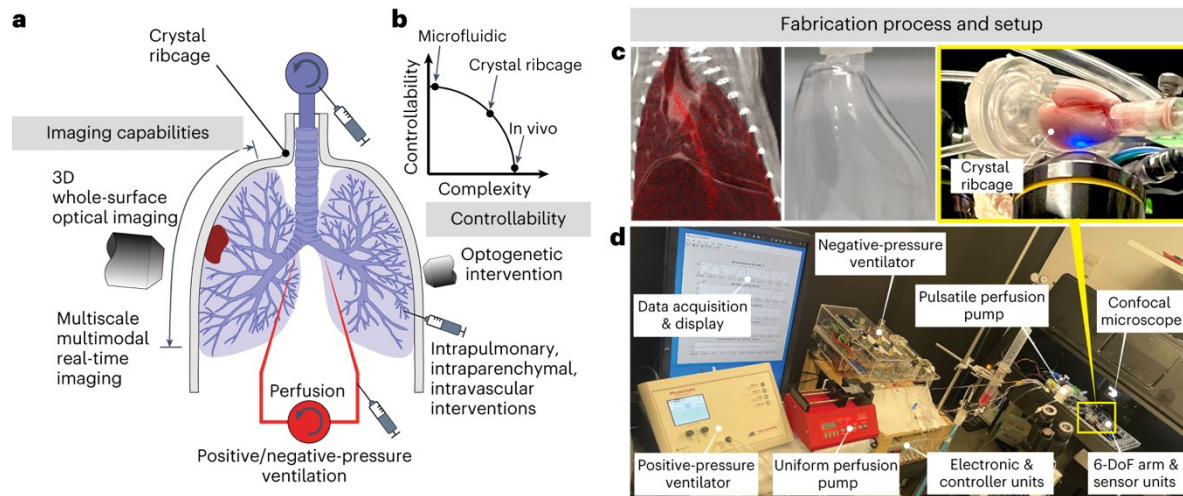 a
Crystal
ribcage
Imaging capabilities
3D
whole-surface
optical imaging
Multiscale
multimodal
real-time
imaging
Perfusion
Positive/negative-pressure
ventilation
b
Microfluidic
Crystal ribcage
In vivo
Controllability
Complexity
Controllability
Optogenetic
intervention
Intrapulmonary,
intraparenchymal,
intravascular
interventions
Fabrication process and setup
c
Crystal
ribcage
d
Data acquisition
& display
Negative-pressure
ventilator
Pulsatile perfusion
pump
Confocal
microscope
Positive-pressure
ventilator
Uniform perfusion
pump
Electronic &
controller units
6-DoF arm &
sensor units